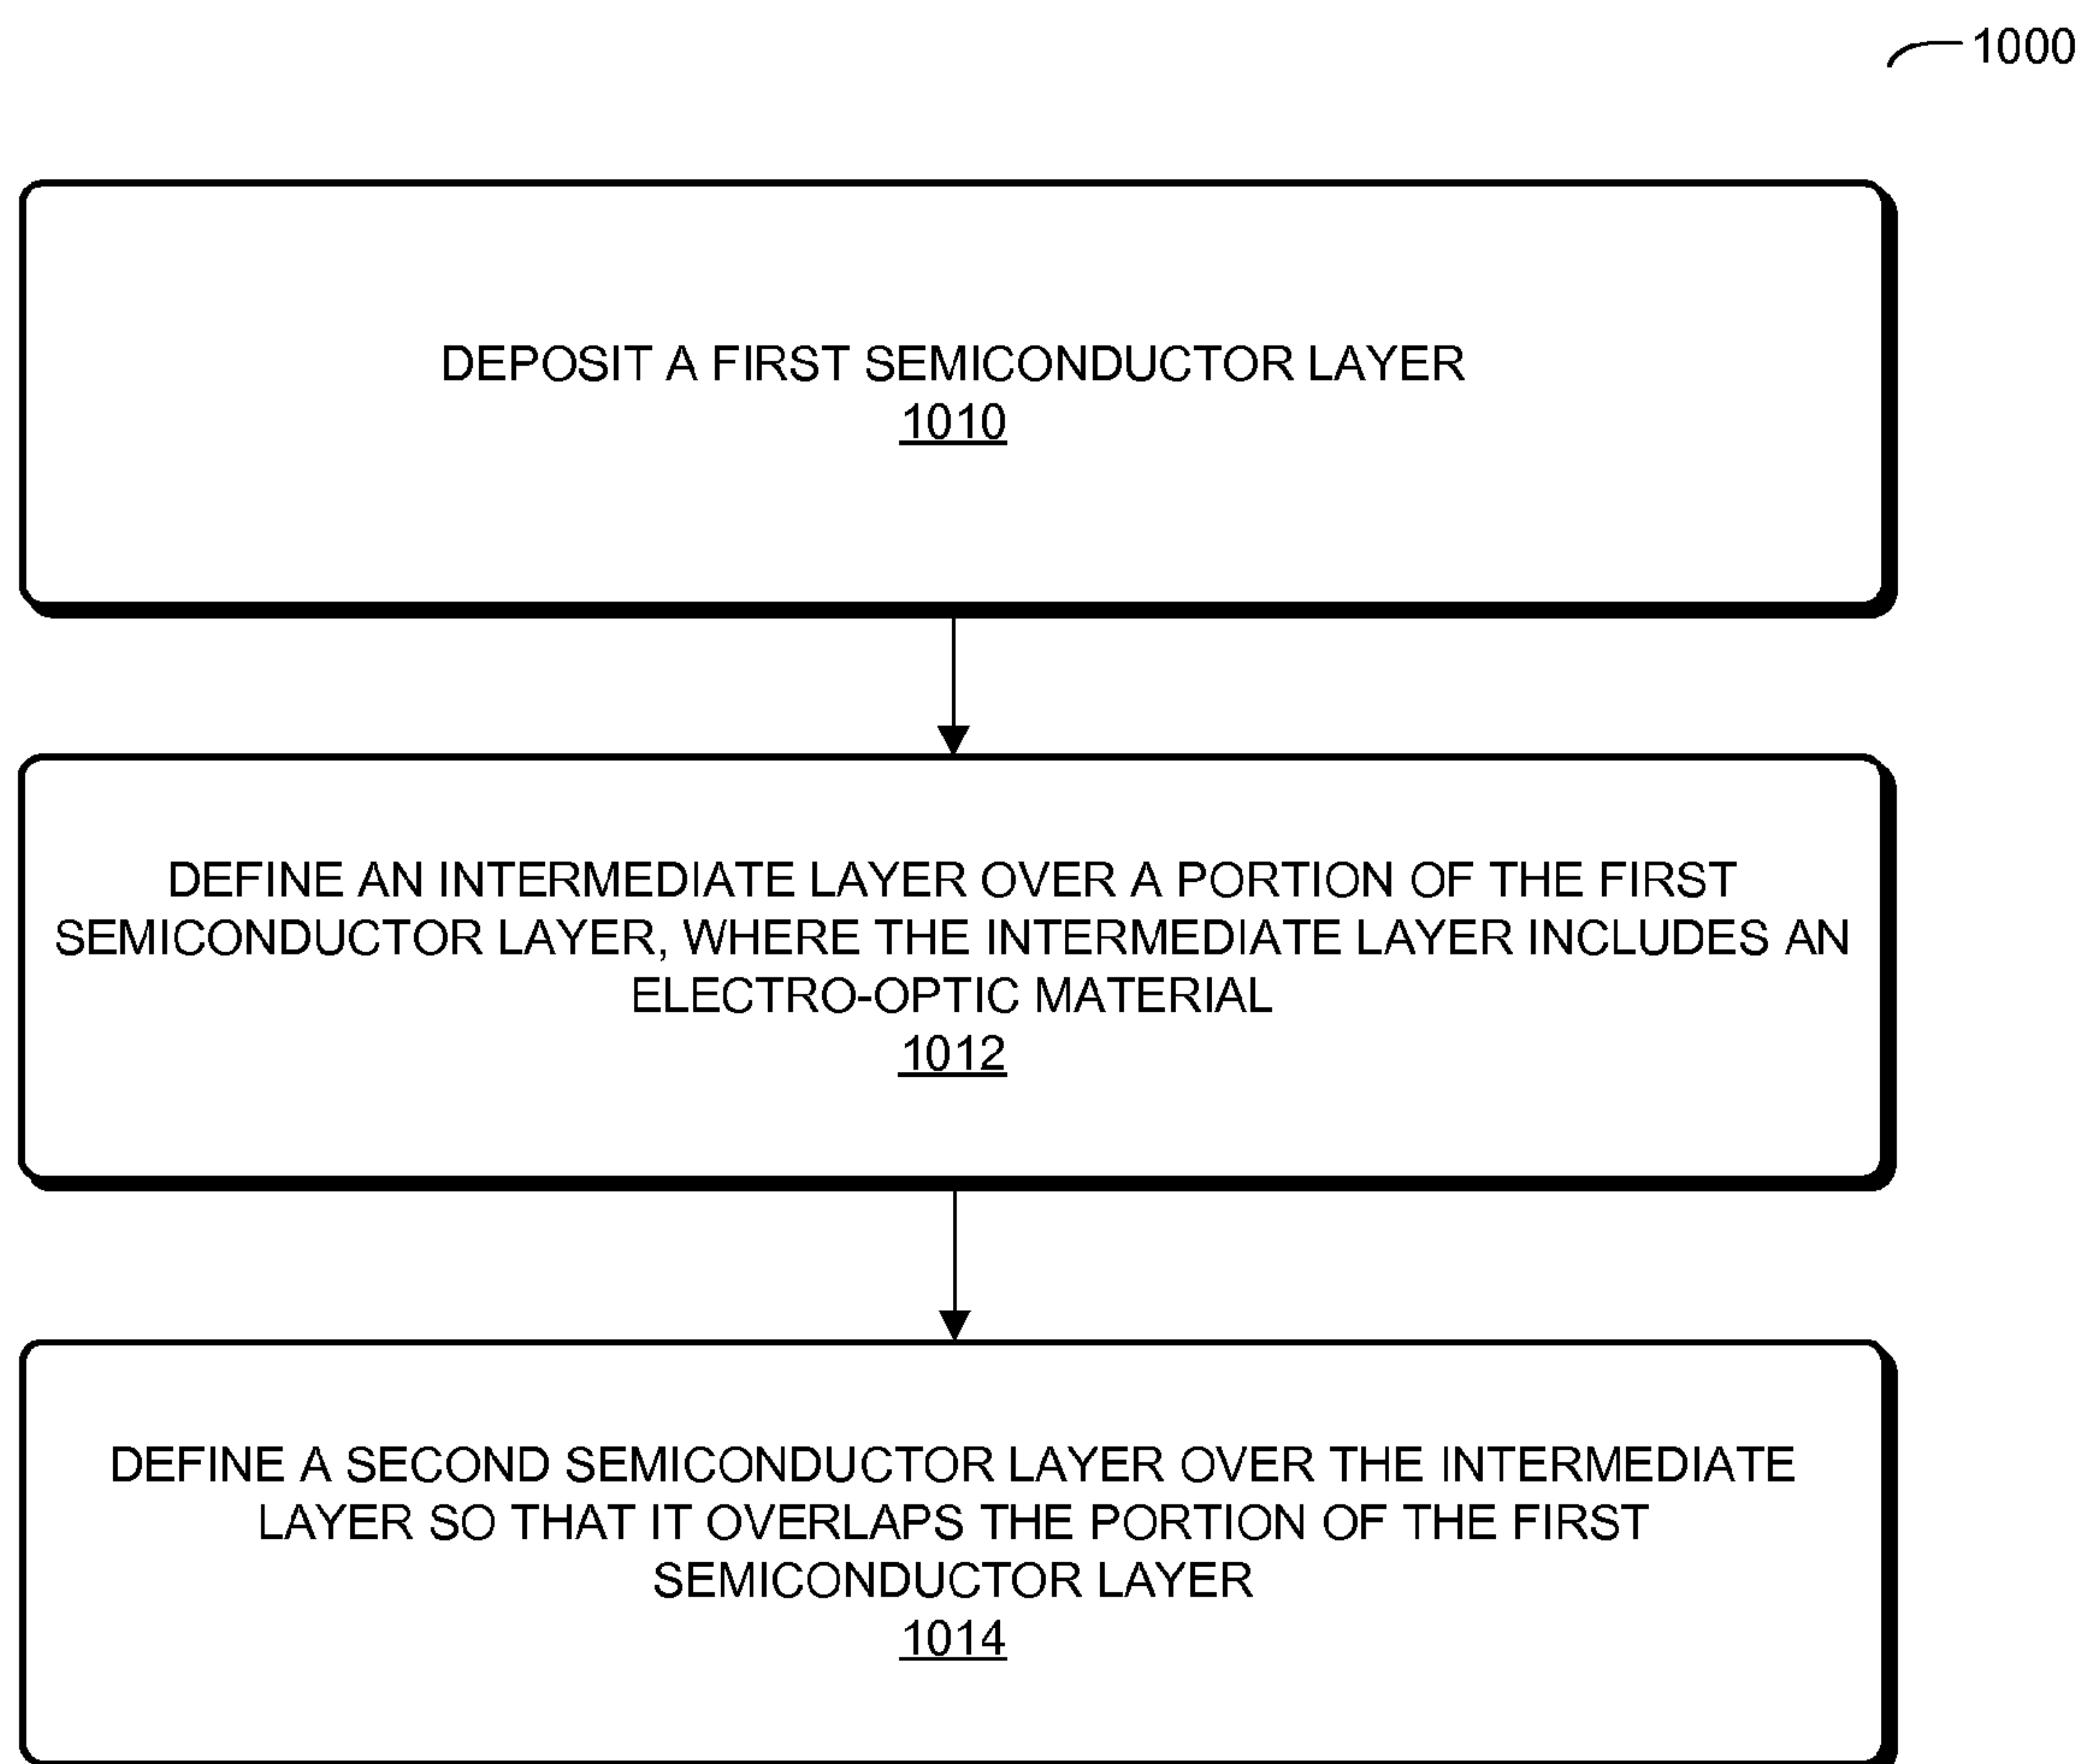 1000
DEPOSIT A FIRST SEMICONDUCTOR LAYER
1010
DEFINE AN INTERMEDIATE LAYER OVER A PORTION OF THE FIRST
SEMICONDUCTOR LAYER, WHERE THE INTERMEDIATE LAYER INCLUDES AN
ELECTRO-OPTIC MATERIAL
1012
DEFINE A SECOND SEMICONDUCTOR LAYER OVER THE INTERMEDIATE
LAYER SO THAT IT OVERLAPS THE PORTION OF THE FIRST
SEMICONDUCTOR LAYER
1014